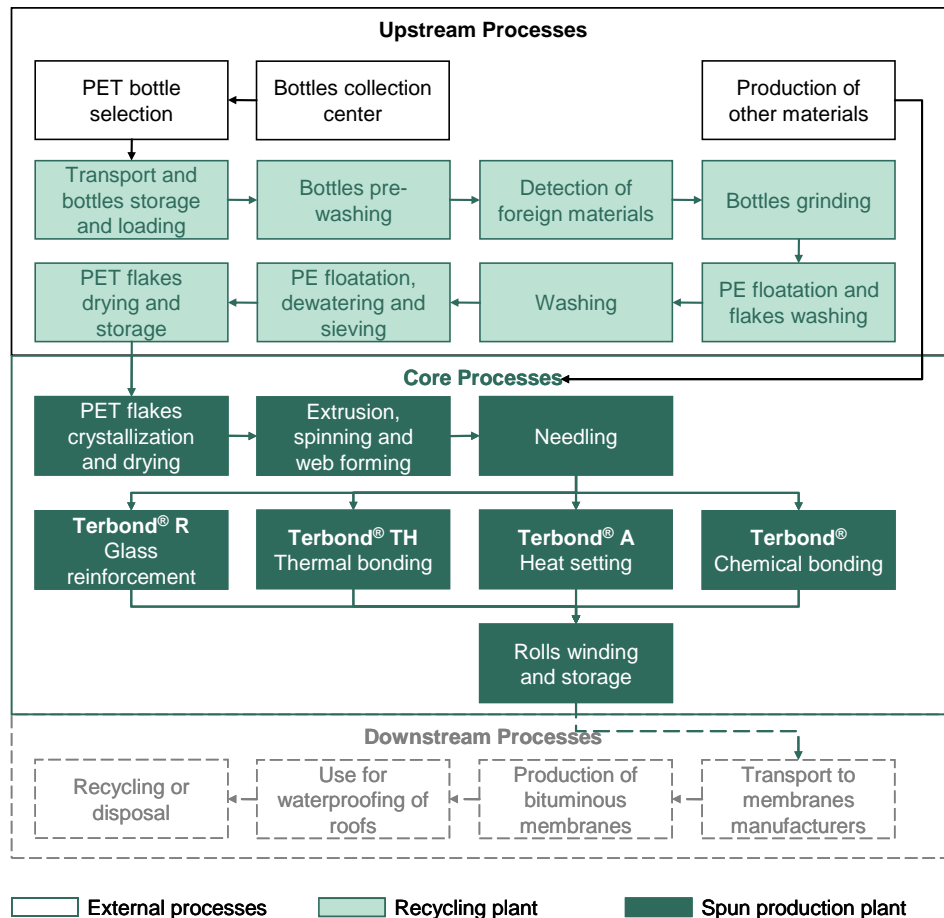 Upstream Processes
PET bottle
selection
Bottles collection
center
Production of
other materials
Transport and
bottles storage
and loading
Bottles pre-
washing
Detection of
foreign materials
Bottles grinding
PET flakes
drying and
storage
PE floatation,
dewatering and
sieving
Washing
PE floatation and
flakes washing
Core Processes
PET flakes
crystallization
and drying
Extrusion,
spinning and
web forming
Needling
Terbond® R
Glass
reinforcement
Terbond® TH
Thermal bonding
Terbond® A
Heat setting
Terbond®
Chemical bonding
Rolls winding
and storage
Downstream Processes
Recycling or
disposal
Use for
waterproofing of
roofs
Production of
bituminous
membranes
Transport to
membranes
manufacturers
External processes
Recycling plant
Spun production plant